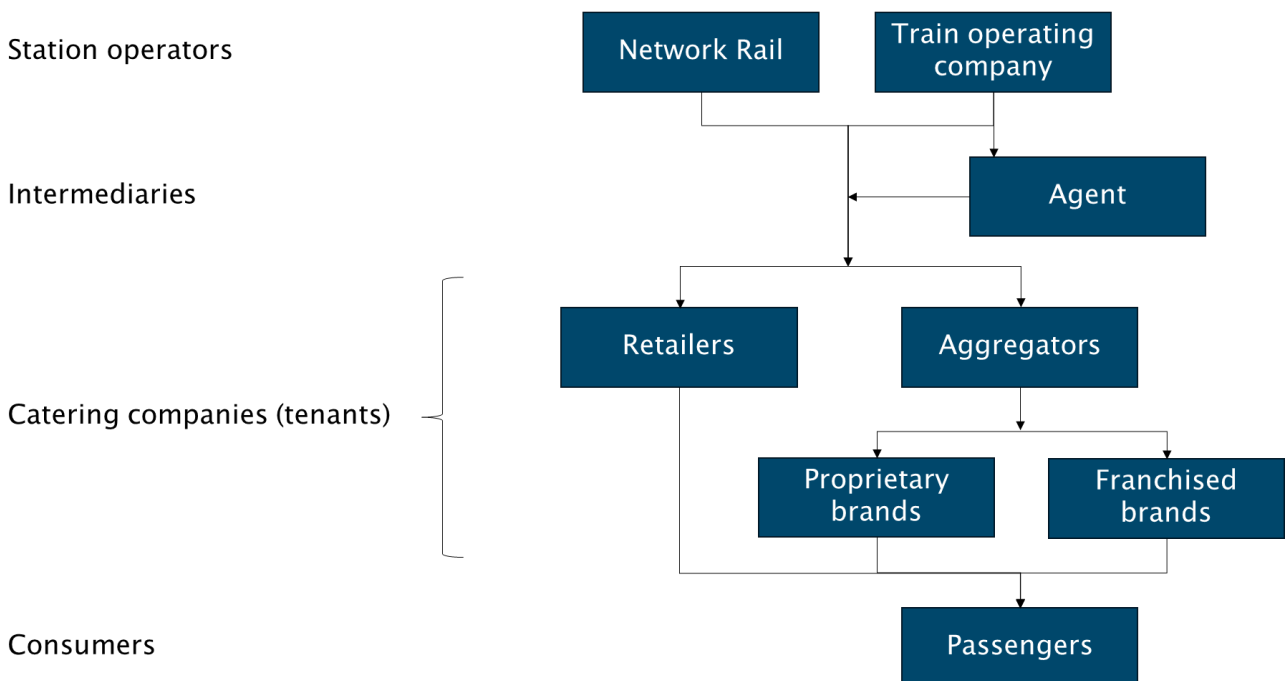 Station operators
Network Rail
Train operating
company
Intermediaries
Agent
Retailers
Aggregators
Catering companies (tenants)
Proprietary
brands
Franchised
brands
Consumers
Passengers